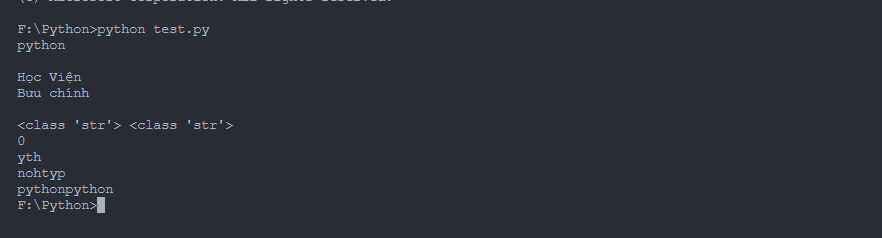 F:\Python>python test.py
python
Học Viện
Bưu chính
<class 'str'> <class 'str'>
0
yth
nohtyp
pythonpython
F:\Python>